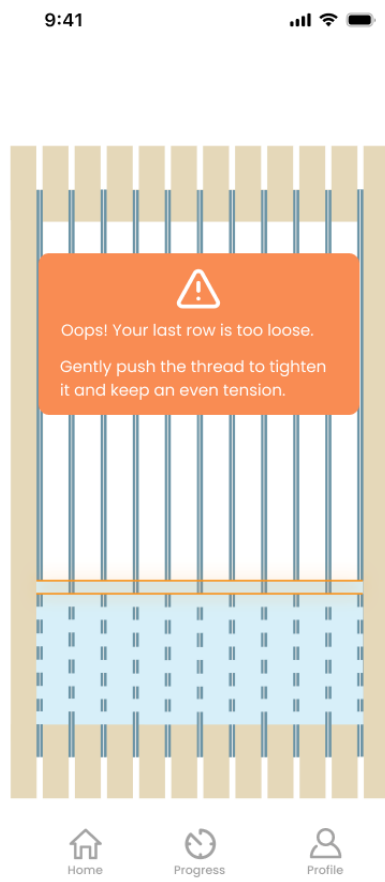 9:41
Oops! Your last row is too loose.
Gently push the thread to tighten
it and keep an even tension.
Home Progress Profile